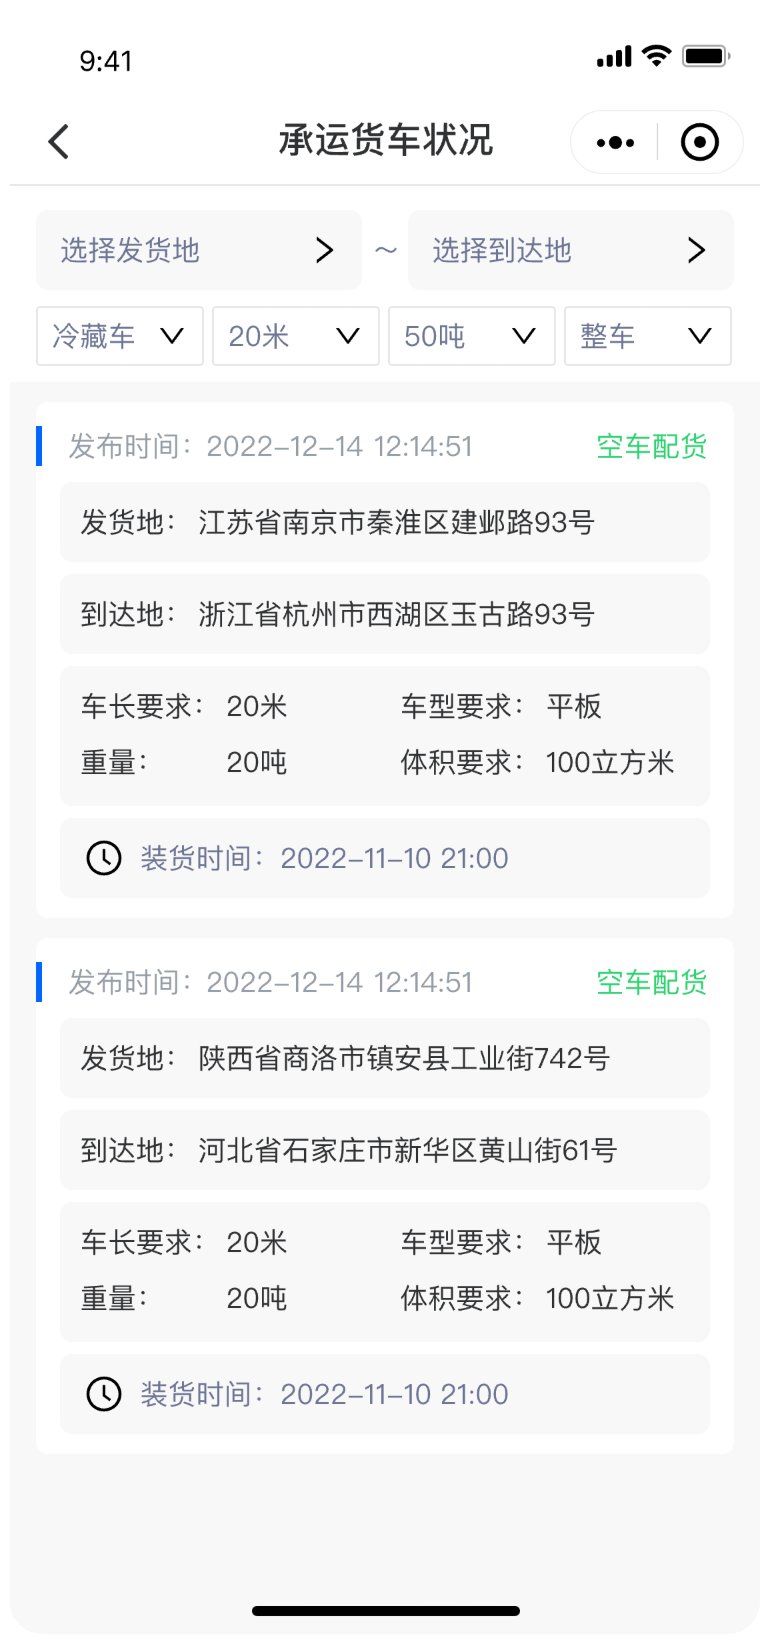 9:41
承运货车状况
选择发货地 ~ 选择到达地
冷藏车 20米 50吨 整车
发布时间：2022-12-14 12:14:51 空车配货
发货地： 江苏省南京市秦淮区建邺路93号
到达地： 浙江省杭州市西湖区玉古路93号
车长要求： 20米 车型要求： 平板
重量： 20吨 体积要求： 100立方米
装货时间：2022-11-10 21:00
发布时间：2022-12-14 12:14:51 空车配货
发货地： 陕西省商洛市镇安县工业街742号
到达地： 河北省石家庄市新华区黄山街61号
车长要求： 20米 车型要求： 平板
重量： 20吨 体积要求： 100立方米
装货时间：2022-11-10 21:00